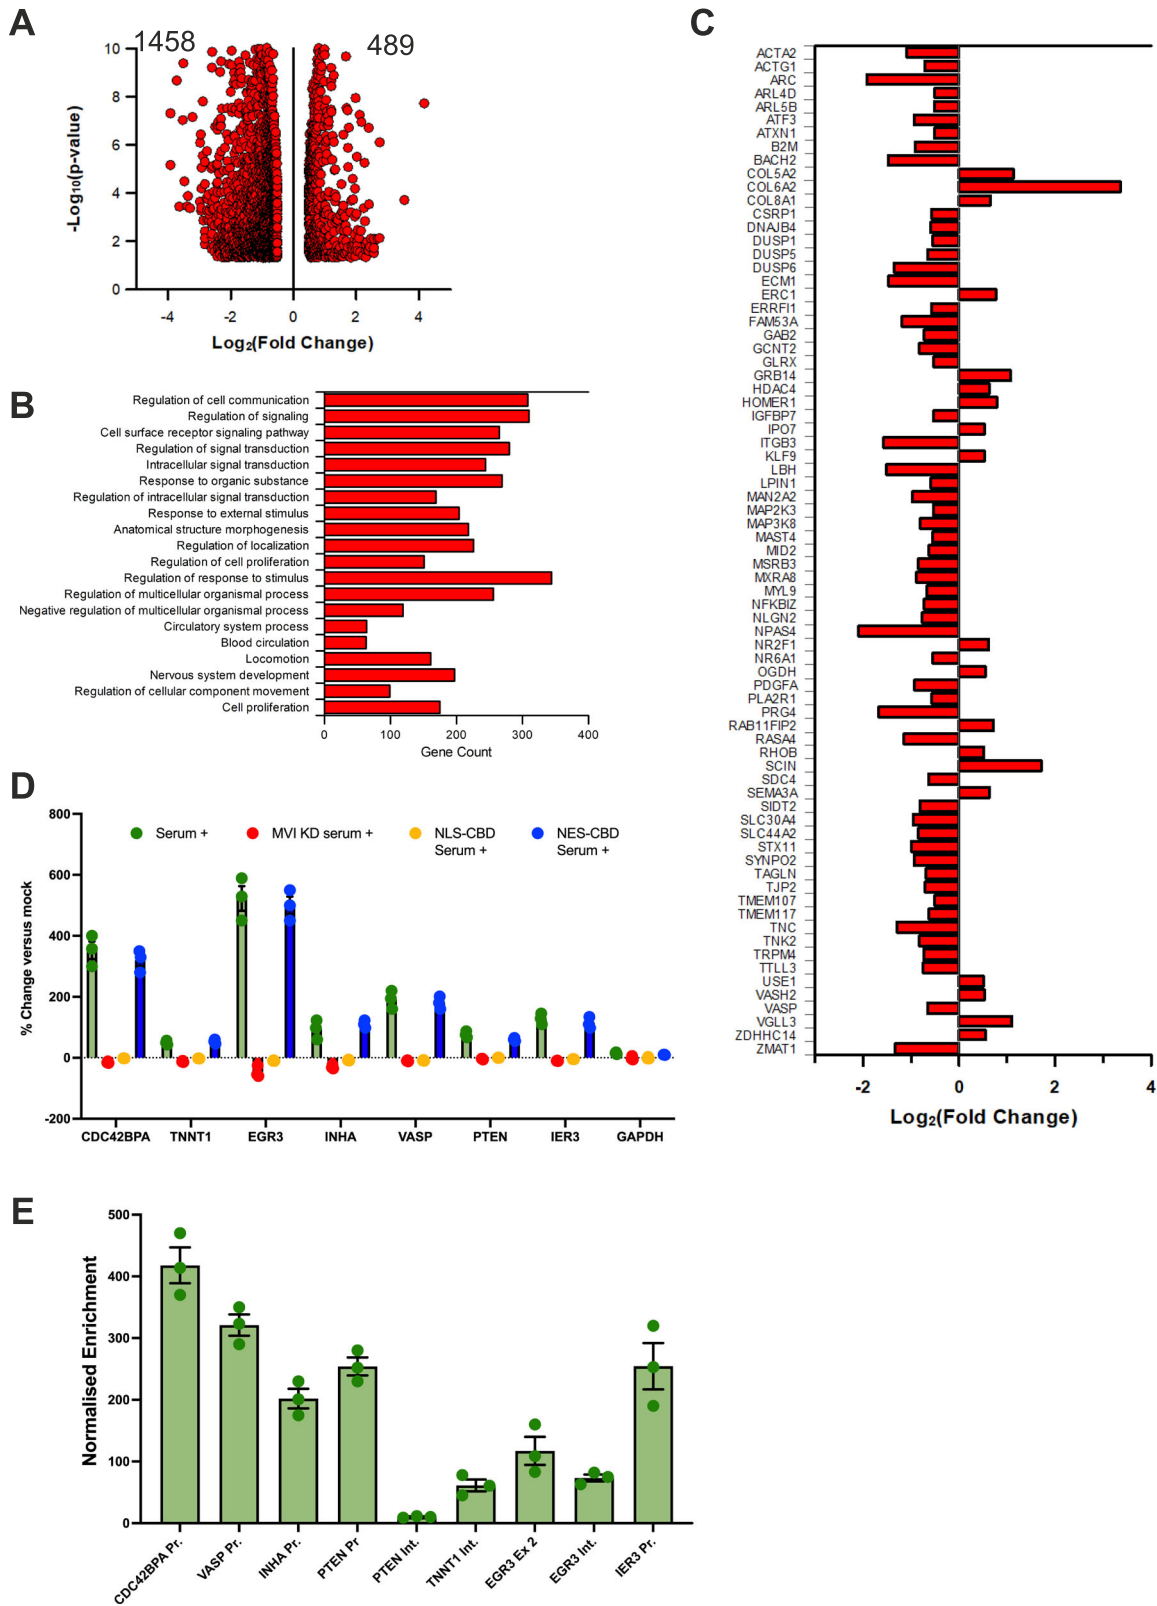 A
1458
489
10
8
6
4
2
0
-Log₁₀(p-value)
-4
-2
0
2
4
Log₂(Fold Change)
B
Regulation of cell communication
Regulation of signaling
Cell surface receptor signaling pathway
Regulation of signal transduction
Intracellular signal transduction
Response to organic substance
Regulation of intracellular signal transduction
Response to external stimulus
Anatomical structure morphogenesis
Regulation of localization
Regulation of cell proliferation
Regulation of response to stimulus
Regulation of multicellular organismal process
Negative regulation of multicellular organismal process
Circulatory system process
Blood circulation
Locomotion
Nervous system development
Regulation of cellular component movement
Cell proliferation
0
100
200
300
400
Gene Count
C
ACTA2
ACTG1
ARC
ARL4D
ARL5B
ATF3
ATXN1
B2M
BACH2
COL5A2
COL6A2
COL8A1
CSRP1
DNAJB4
DUSP1
DUSP5
DUSP6
ECM1
ERC1
ERRFI1
FAM53A
GAB2
GCNT2
GLRX
GRB14
HDAC4
HOMER1
IGFBP7
IPO7
ITGB3
KLF9
LBH
LPIN1
MAN2A2
MAP2K3
MAP3K8
MAST4
MID2
MSRB3
MXRA8
MYL9
NFKBIZ
NLGN2
NPAS4
NR2F1
NR6A1
OGDH
PDGFA
PLA2R1
PRG4
RAB11FIP2
RASA4
RHOB
SCIN
SDC4
SEMA3A
SIDT2
SLC30A4
SLC44A2
STX11
SYNPO2
TAGLN
TJP2
TMEM107
TMEM117
TNC
TNK2
TRPM4
TTLL3
USE1
VASH2
VASP
VGLL3
ZDHHC14
ZMAT1
-2
0
2
4
Log₂(Fold Change)
D
800
600
400
200
0
-200
% Change versus mock
Serum +
MVI KD serum +
NLS-CBD
Serum +
NES-CBD
Serum +
CDC42BPA
TNNT1
EGR3
INHA
VASP
PTEN
IER3
GAPDH
E
500
400
300
200
100
0
Normalised Enrichment
CDC42BPA Pr.
VASP Pr.
INHA Pr.
PTEN Pr
PTEN Int.
TNNT1 Int.
EGR3 Ex 2
EGR3 Int.
IER3 Pr.